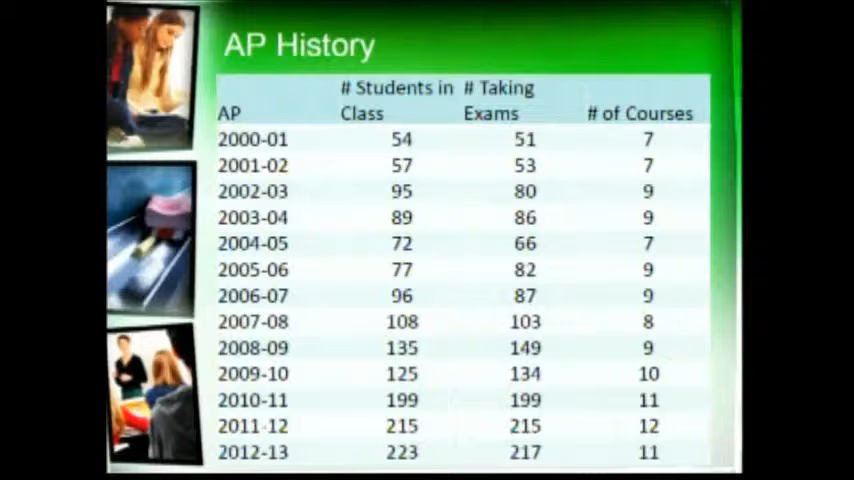 AP History
# Students in # Taking
AP Class Exams # of Courses
2000-01 54 51 7
2001-02 57 53 7
2002-03 95 80 9
2003-04 89 86 9
2004-05 72 66 7
2005-06 77 82 9
2006-07 96 87 9
2007-08 108 103 8
2008-09 135 149 9
2009-10 125 134 10
2010-11 199 199 11
2011-12 215 215 12
2012-13 223 217 11